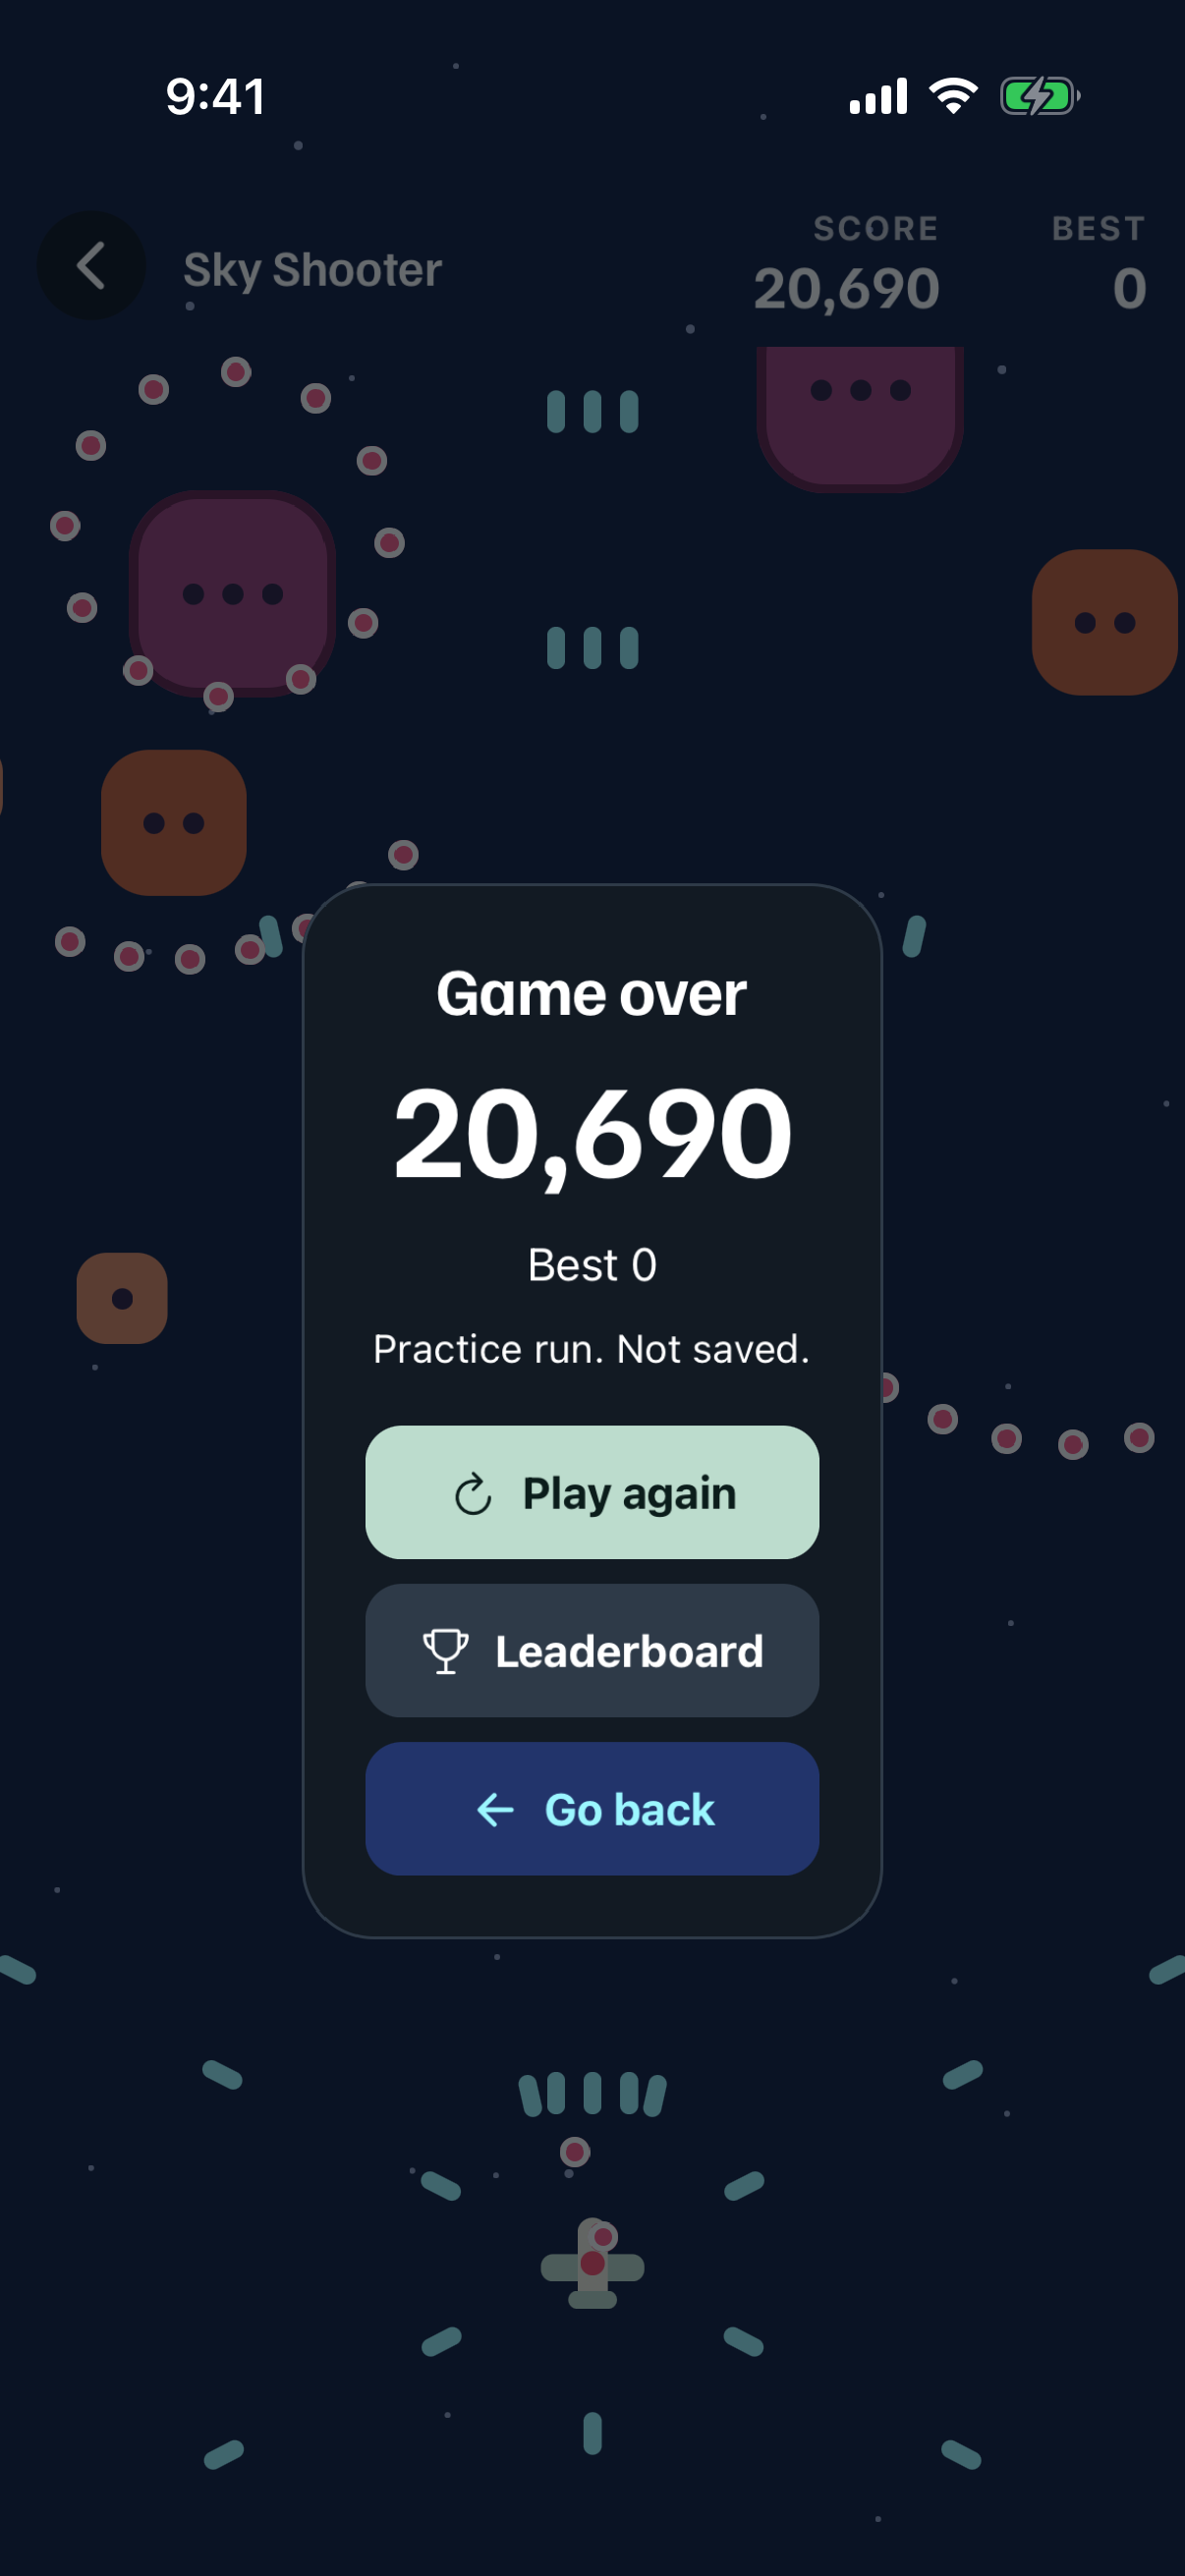 9:41
Sky Shooter
SCORE
20,690
BEST
0
Game over
20,690
Best 0
Practice run. Not saved.
Play again
Leaderboard
Go back